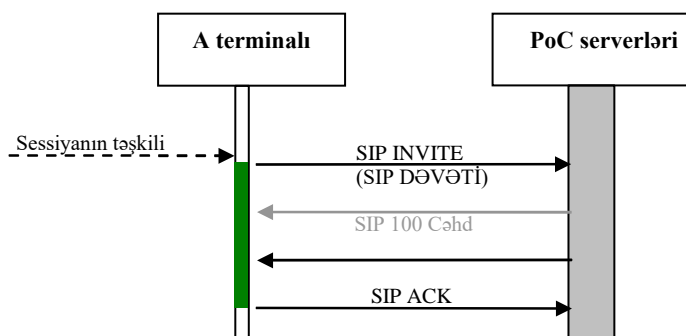 A terminalı
PoC serverləri
Sessiyanın təşkili
SIP INVITE
(SIP DƏVƏTİ)
SIP 100 Cəhd
SIP ACK